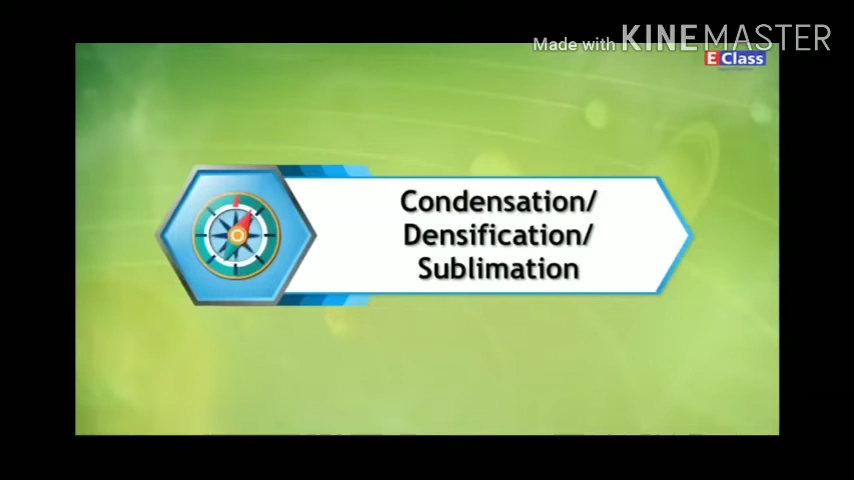 Made with KINEMASTER
E Class
Condensation/
Densification/
Sublimation